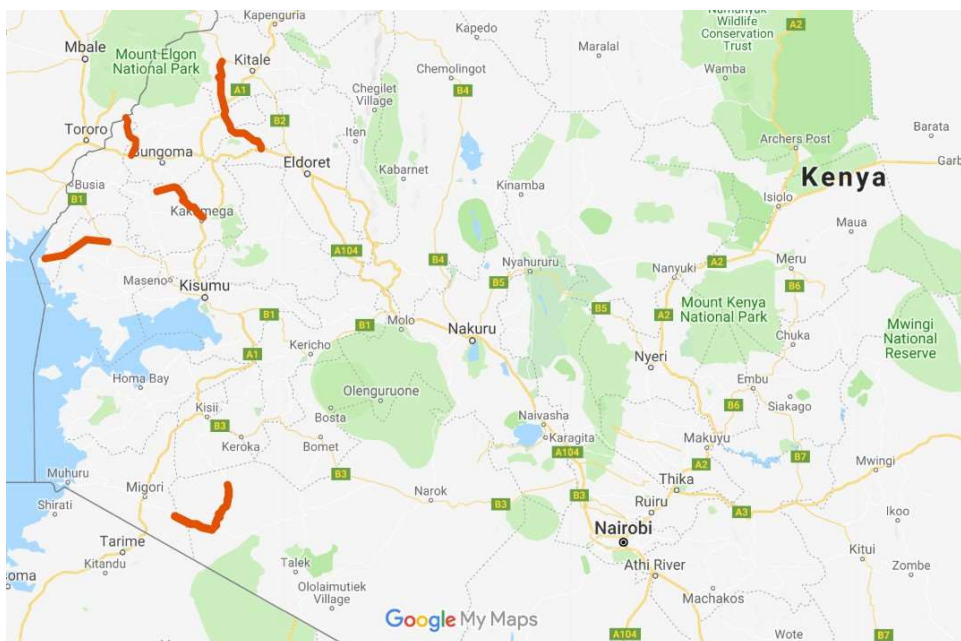 Kapenguria
Kapedo
Namunyak
Wildlife
Conservation
Trust
A2
Mbale
Mount Elgon
National Park
Kitale
Maralal
Chemolingot
Wamba
A1
B4
Chegilet
Village
Tororo
B2
Iten
Archers Post
Barata
Bungoma
Eldoret
Kabarnet
Garb
Busia
B1
Kinamba
Kenya
Isiolo
Kakamega
Maua
A104
B4
Nyahururu
A2
Meru
Maseno
Kisumu
B5
Nanyuki
B6
B1
B5
Mount Kenya
National Park
Mwingi
National
Reserve
Molo
B1
Nakuru
A2
Chuka
Kericho
A1
Nyeri
Homa Bay
Olenguruone
Embu
B6
Siakago
Kisii
B3
Bosta
Naivasha
Keroka
Bomet
Karagita
Makuyu
A104
A2
B7
Mwingi
Muhuru
Migori
B3
Thika
Shirati
Narok
B3
B3
Ruiru
A3
Ikoo
Nairobi
Tarime
Kitandu
Talek
Kitui
Athi River
Zombe
soma
Ololaimutiek
Village
Machakos
Google My Maps
A104
Wote
A2